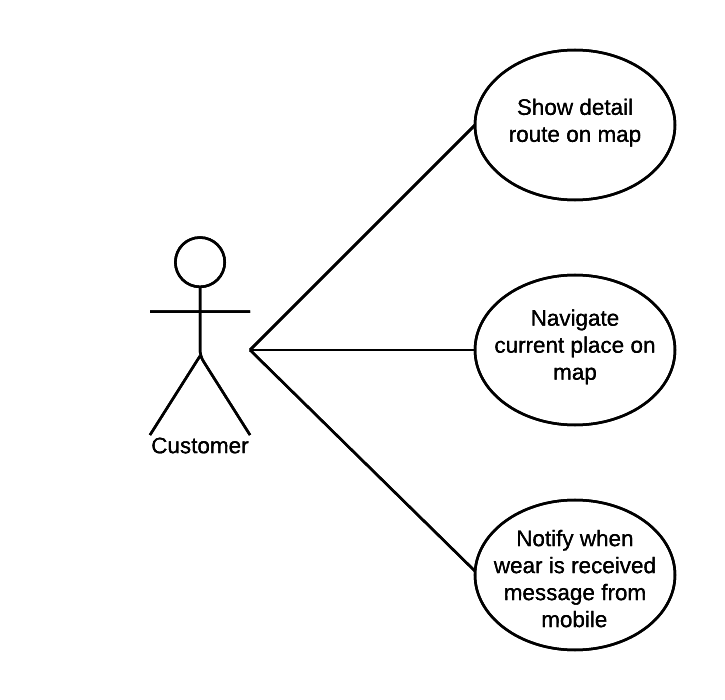 Show detail
route on map
Navigate
current place on
map
Customer
Notify when
wear is received
message from
mobile